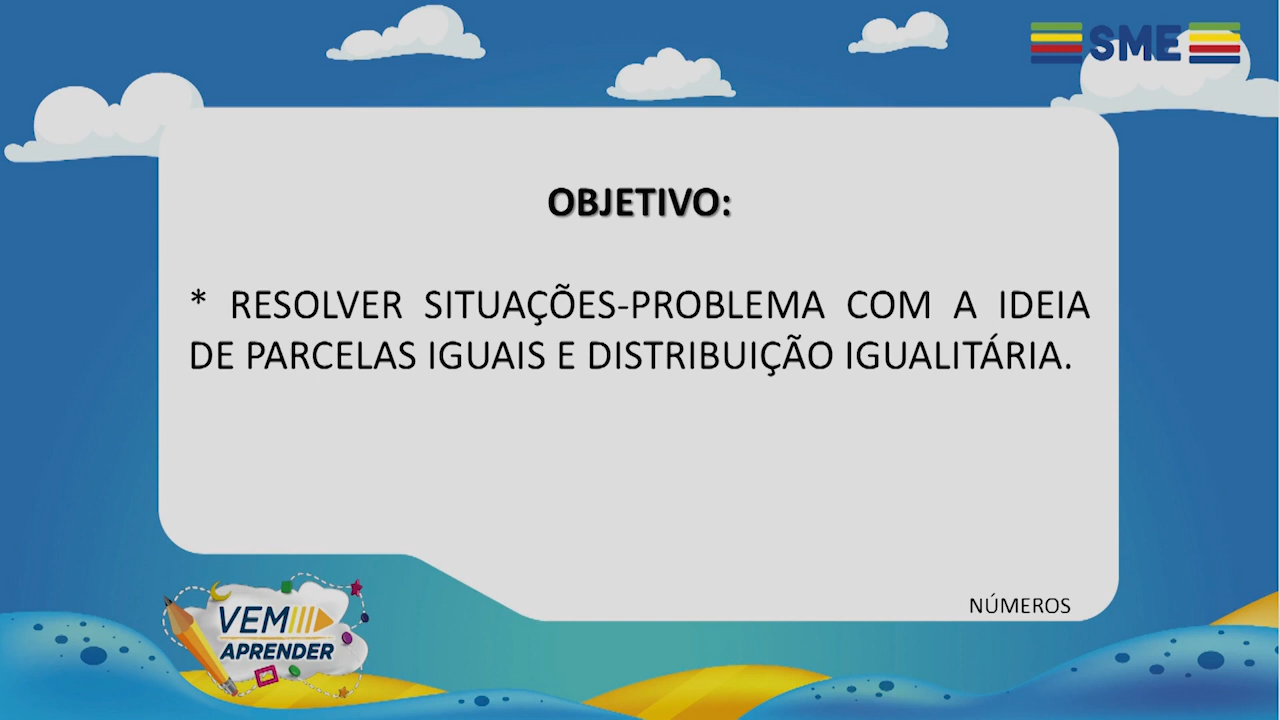 SME
OBJETIVO:
* RESOLVER SITUAÇÕES-PROBLEMA COM A IDEIA
DE PARCELAS IGUAIS E DISTRIBUIÇÃO IGUALITÁRIA.
NÚMEROS
VEM
APRENDER